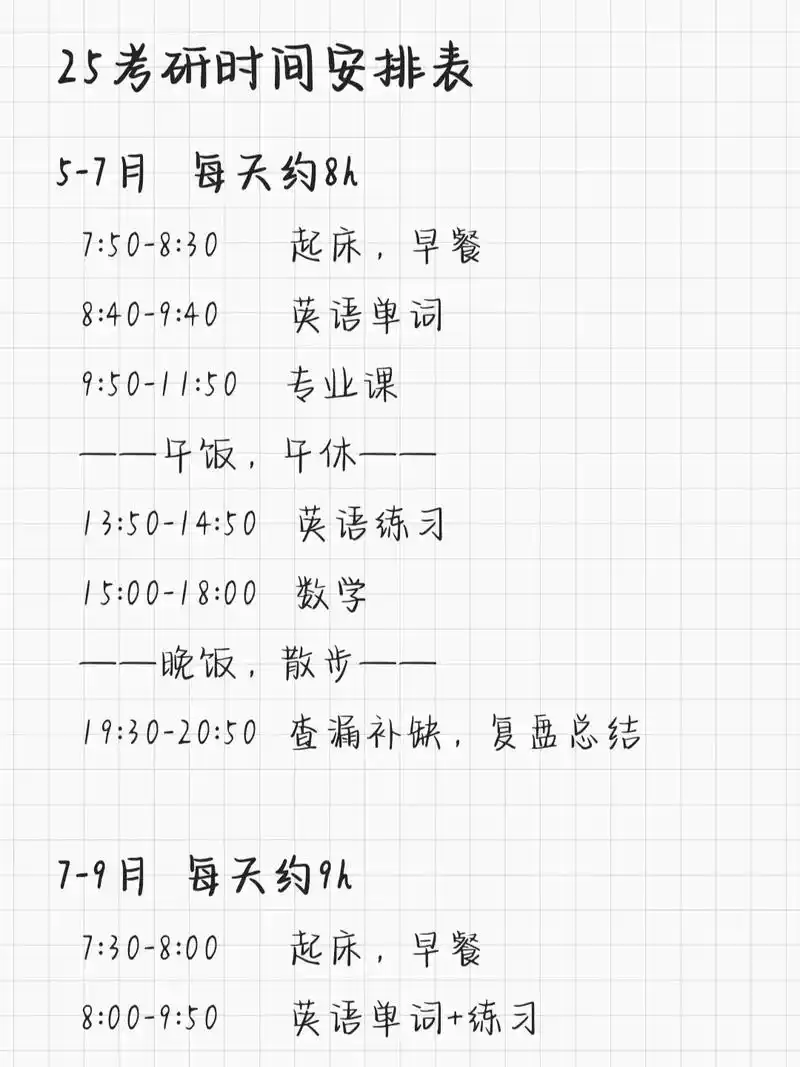 25考研时间安排表
5-7月 每天约8h
7:50-8:30 起床，早餐
8:40-9:40 英语单词
9:50-11:50 专业课
——午饭，午休——
13:50-14:50 英语练习
15:00-18:00 数学
——晚饭，散步——
19:30-20:50 查漏补缺，复盘总结
7-9月 每天约9h
7:30-8:00 起床，早餐
8:00-9:50 英语单词+练习